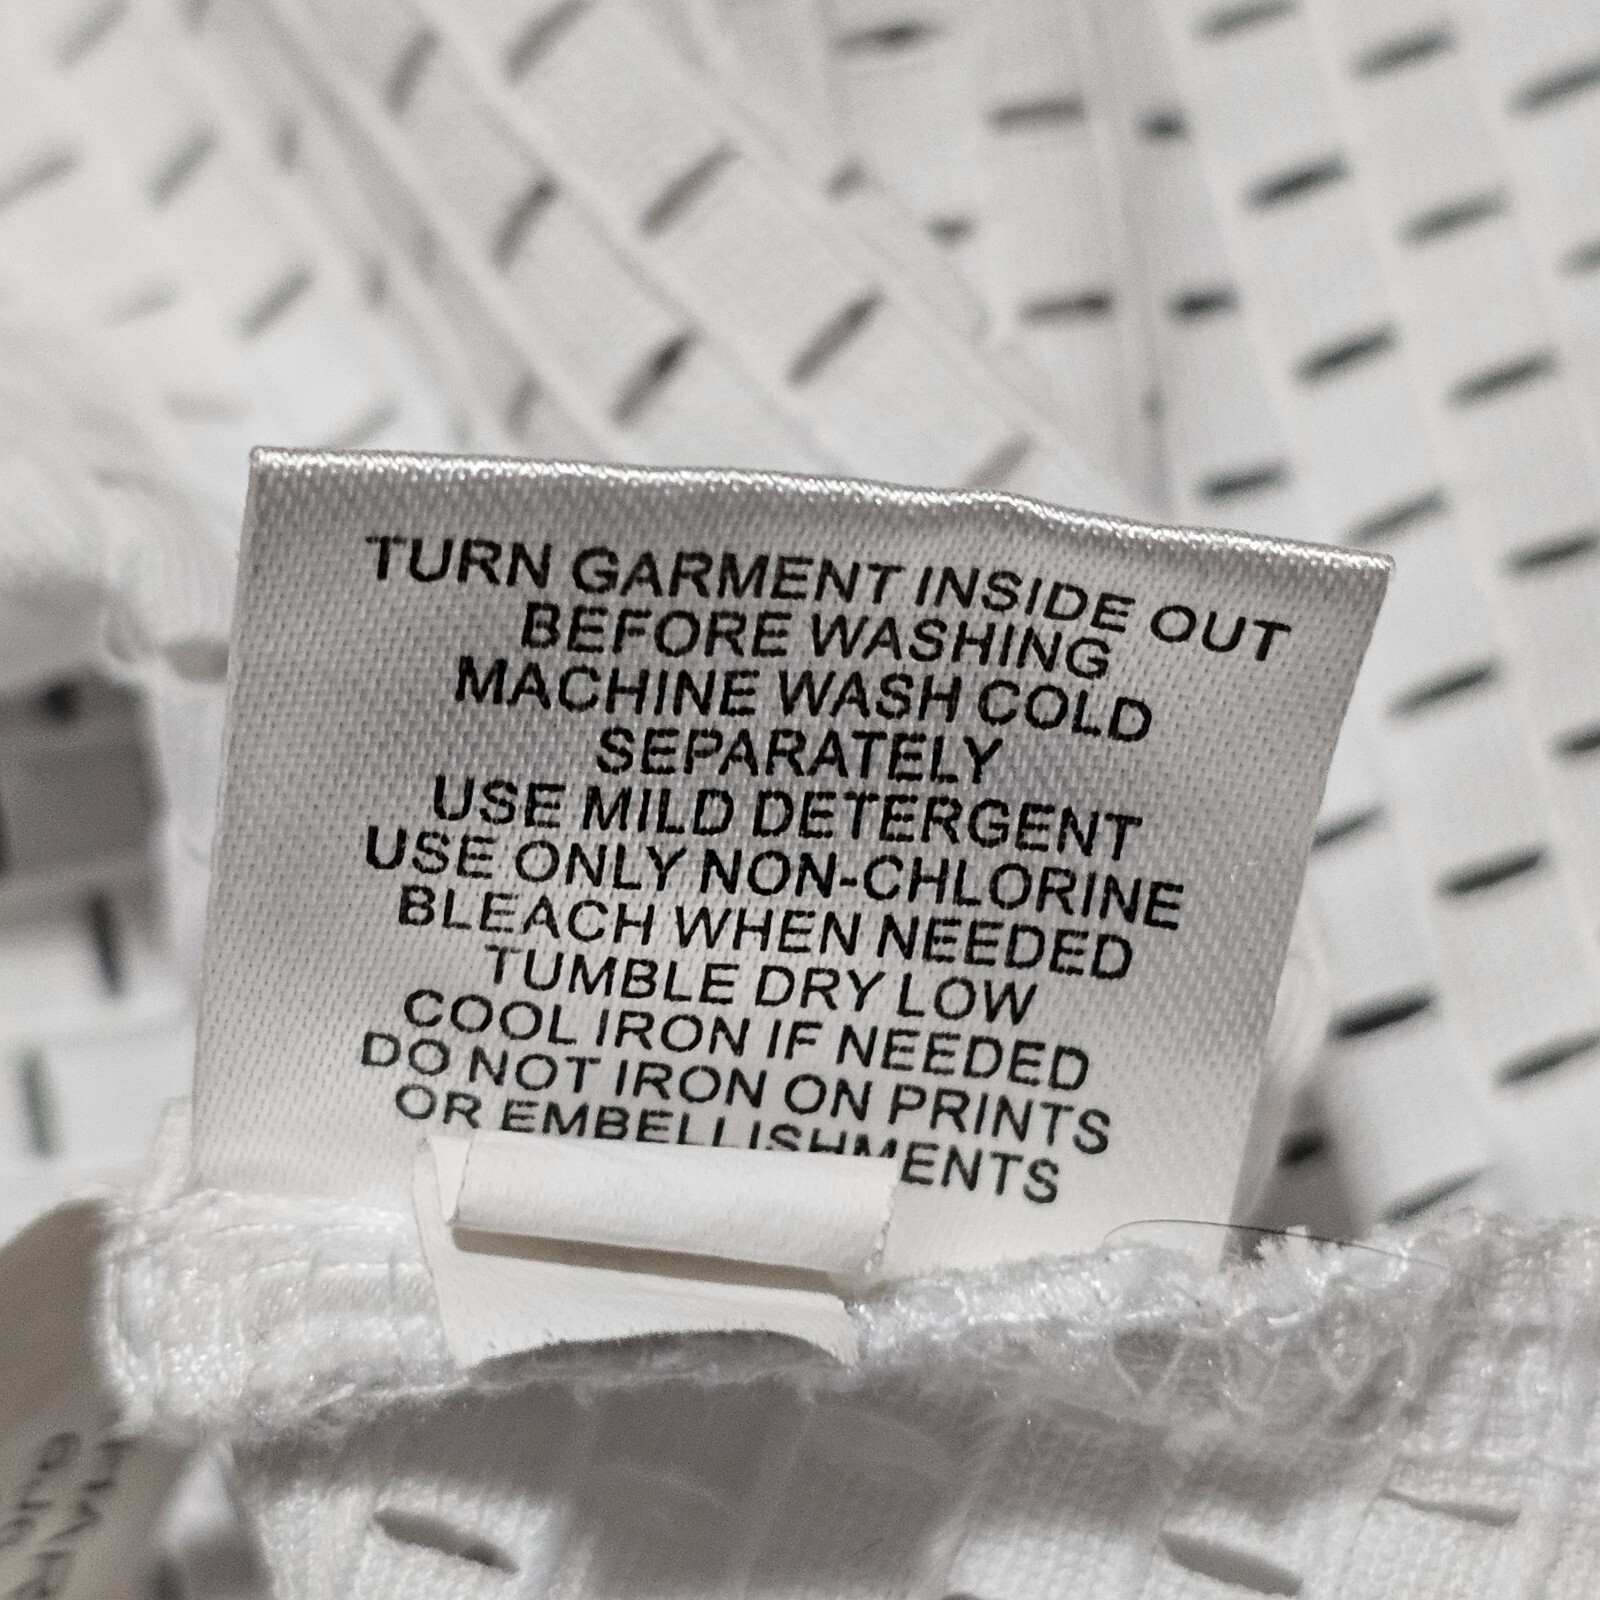 TURN GARMENT INSIDE OUT
BEFORE WASHING
MACHINE WASH COLD
SEPARATELY
USE MILD DETERGENT
USE ONLY NON-CHLORINE
BLEACH WHEN NEEDED
TUMBLE DRY LOW
COOL IRON IF NEEDED
DO NOT IRON ON PRINTS
OR EMBELLISHMENTS